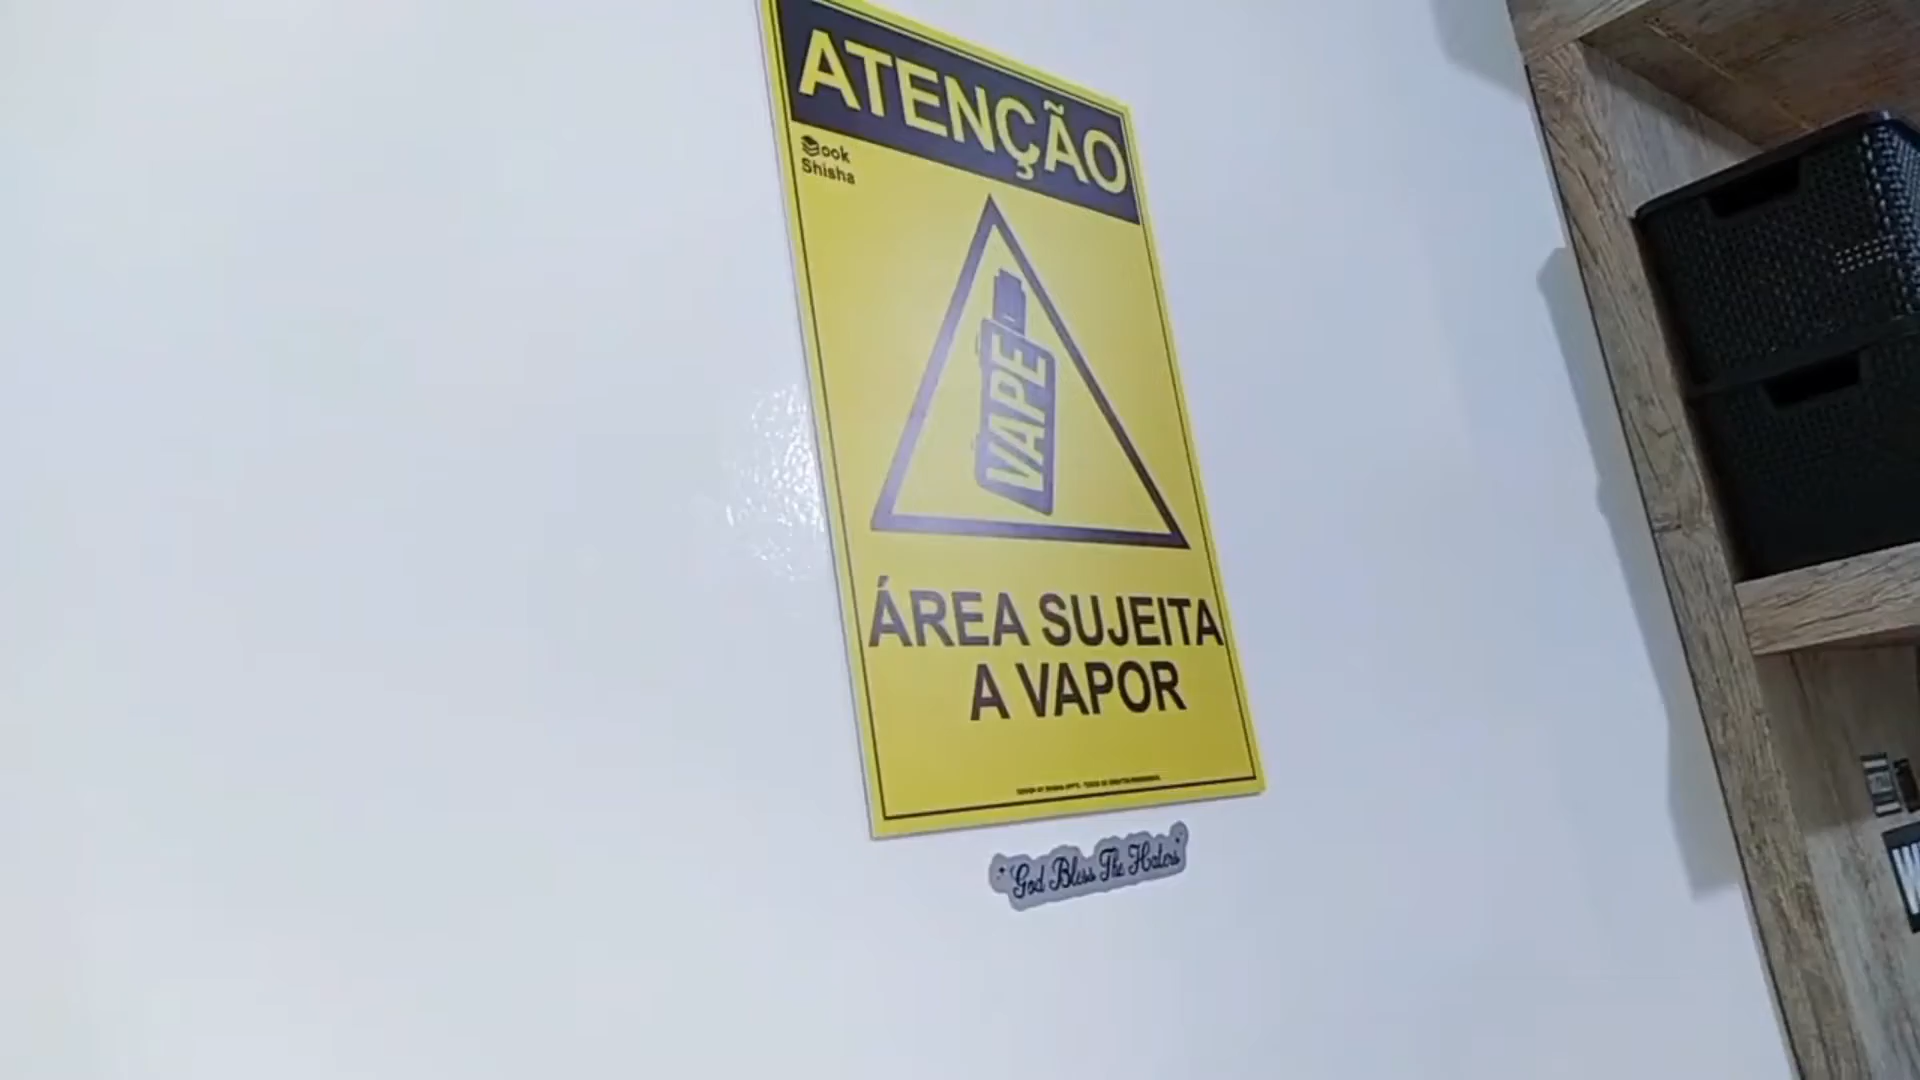 ATENÇÃO
Book
Shisha
VAPE
ÁREA SUJEITA
A VAPOR
"God Bless The Haters"